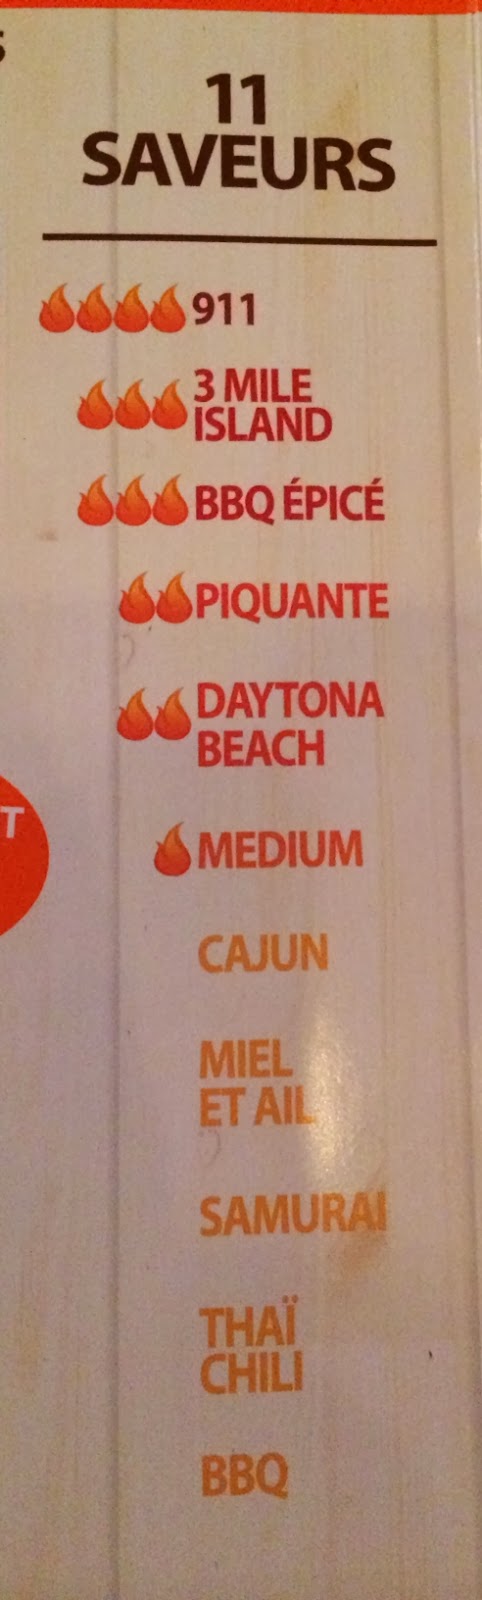 11
SAVEURS
911
3 MILE
ISLAND
BBQ ÉPICÉ
PIQUANTE
DAYTONA
BEACH
MEDIUM
T
CAJUN
MIEL
ET AIL
SAMURAI
THAÏ
CHILI
BBQ